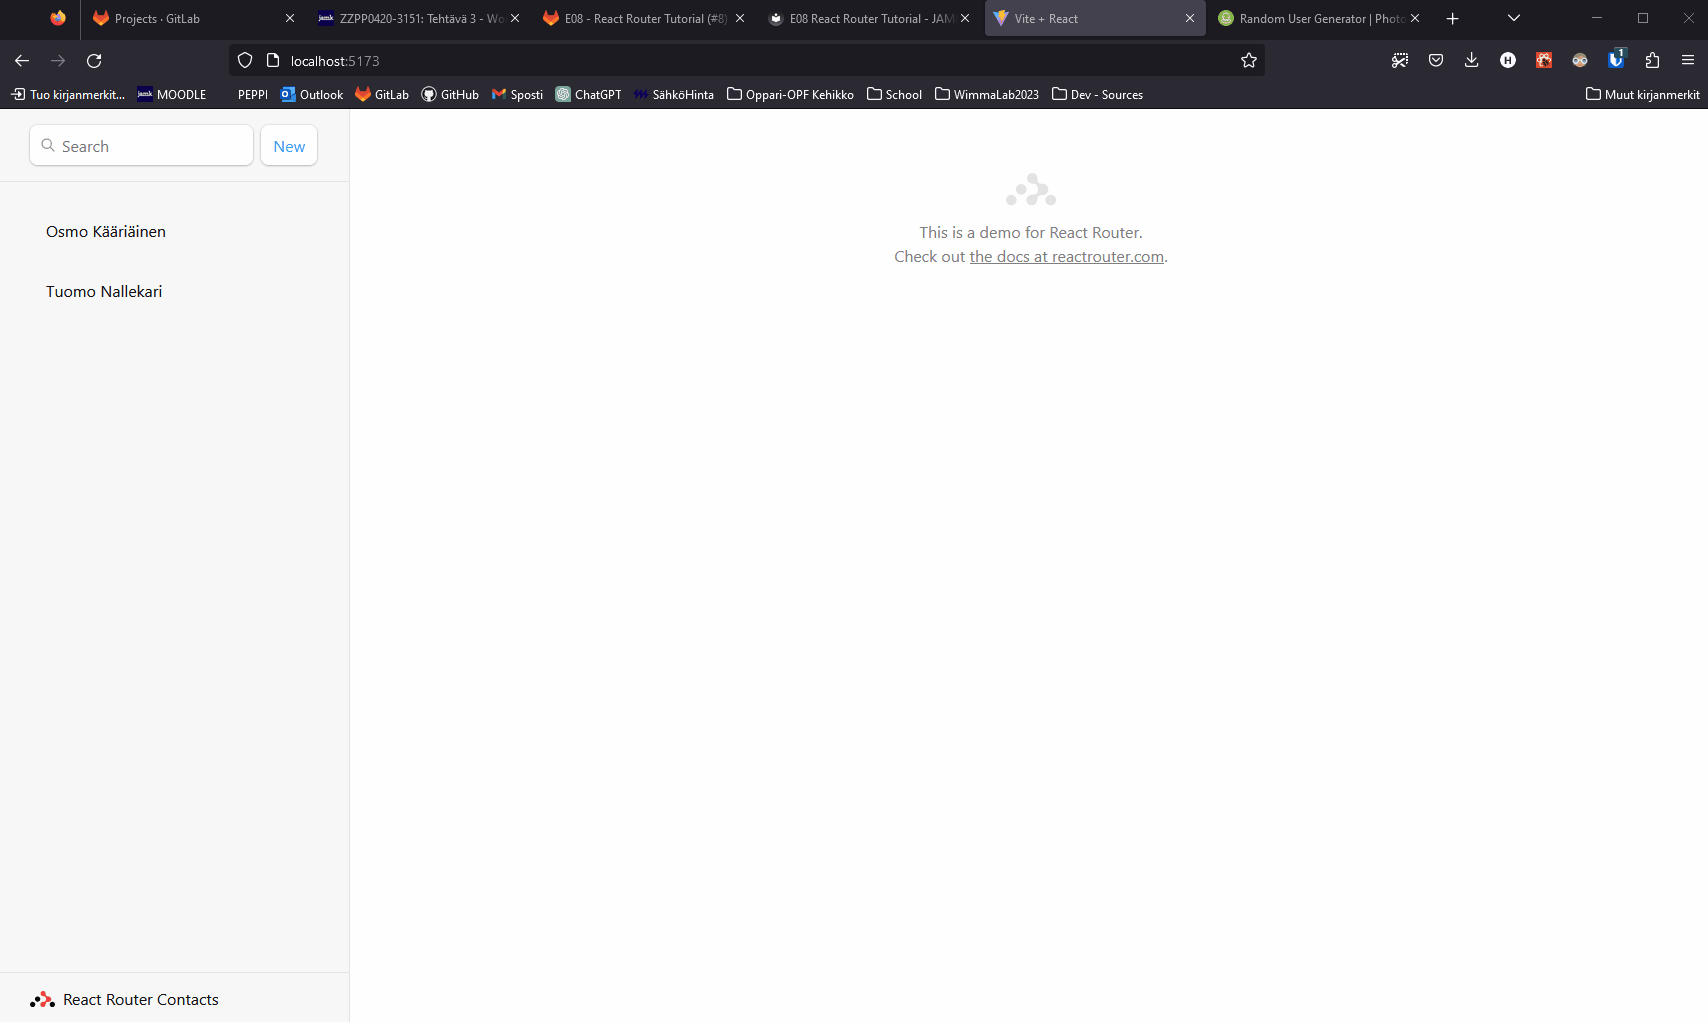 Projects · GitLab
ZZPP0420-3151: Tehtävä 3 - Wo
E08 - React Router Tutorial (#8)
E08 React Router Tutorial - JAM
Vite + React
Random User Generator | Photo
localhost:5173
1
Tuo kirjanmerkit...
jamk MOODLE
PEPPI
Outlook
GitLab
GitHub
Sposti
ChatGPT
SähköHinta
Oppari-OPF Kehikko
School
WimmaLab2023
Dev - Sources
Muut kirjanmerkit
Search
New
Osmo Kääriäinen
Tuomo Nallekari
This is a demo for React Router.
Check out the docs at reactrouter.com.
React Router Contacts